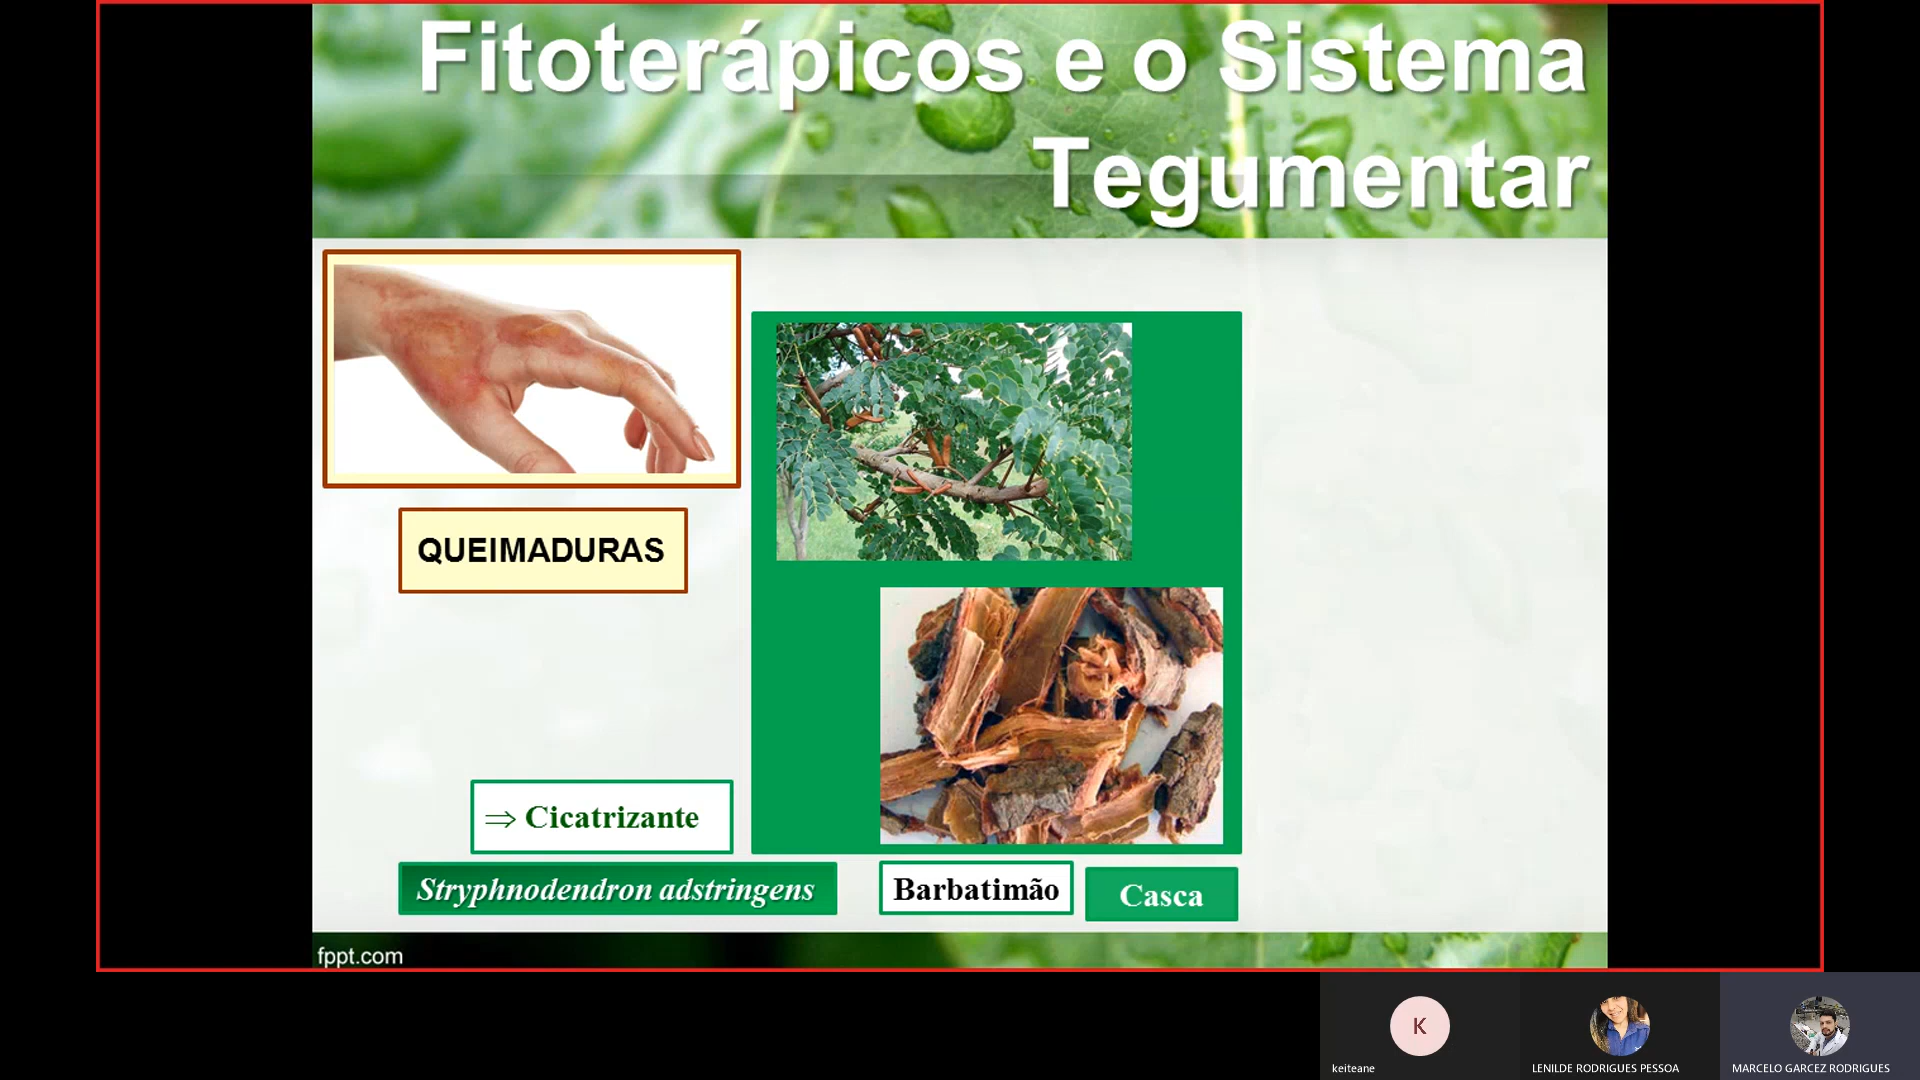 Fitoterápicos e o Sistema
Tegumentar
QUEIMADURAS
⇒ Cicatrizante
Stryphnodendron adstringens
Barbatimão
Casca
fppt.com
K
keiteane
LENILDE RODRIGUES PESSOA
MARCELO GARCEZ RODRIGUES